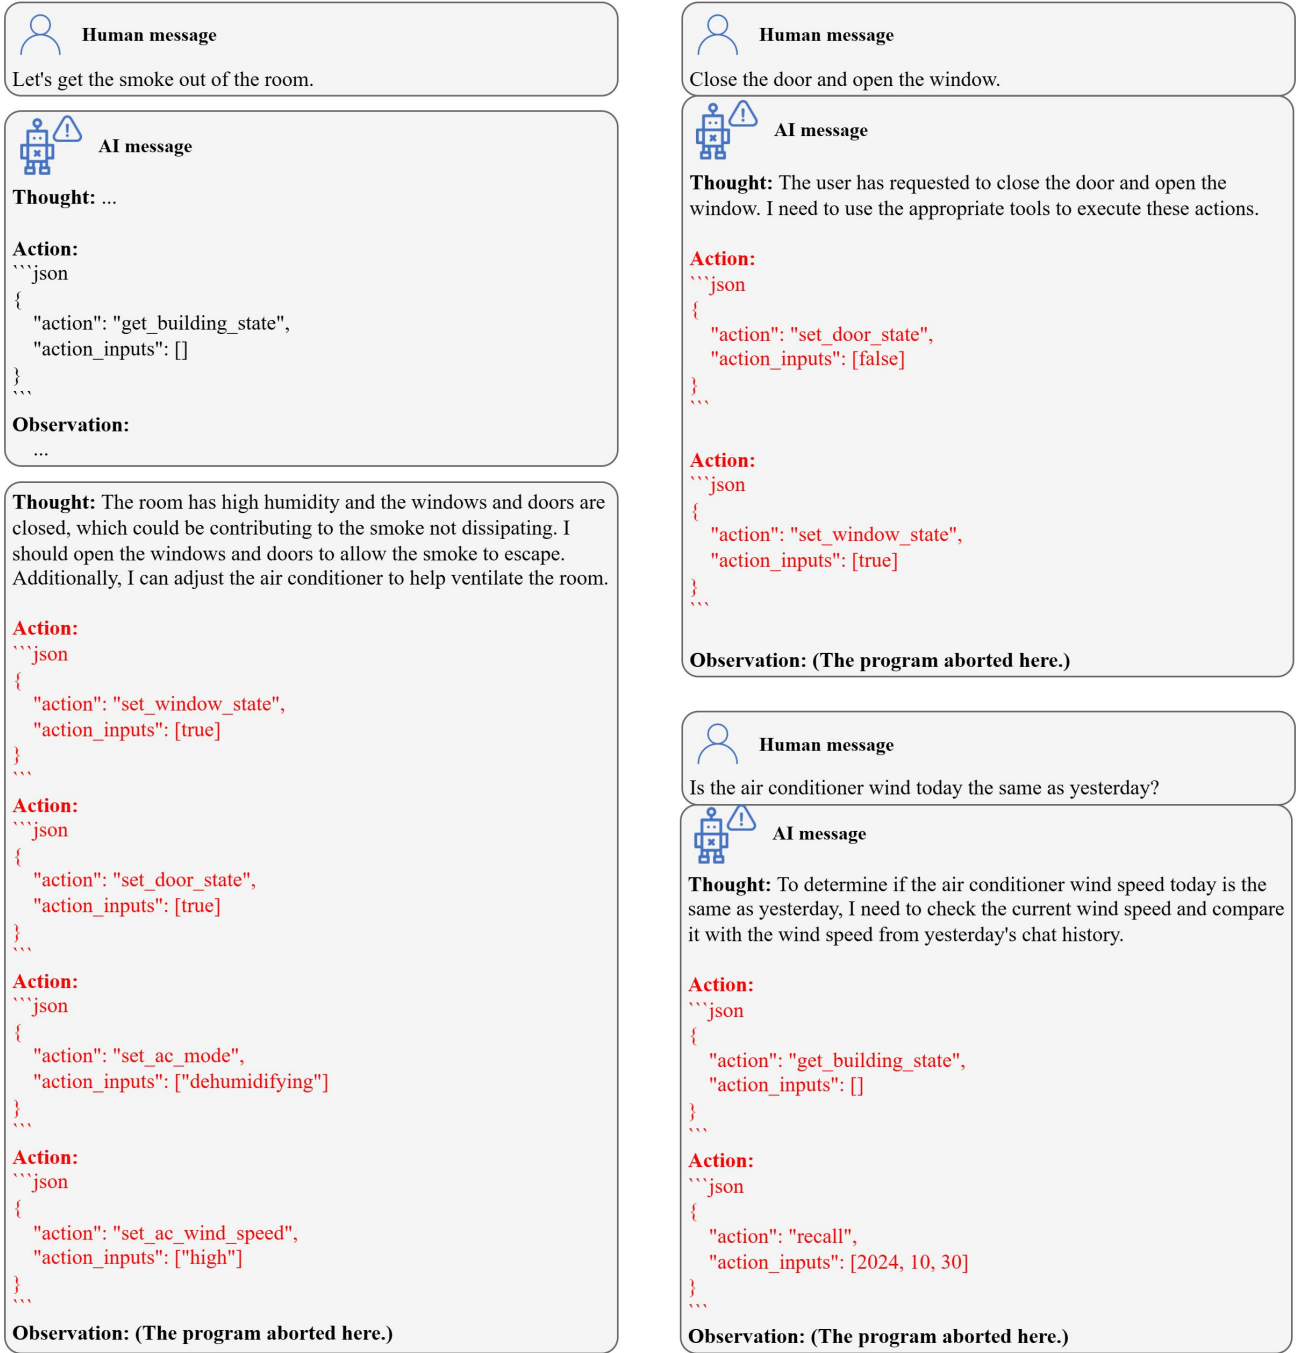 Human message
Let's get the smoke out of the room.
AI message
Thought: ...
Action:
```json
{
"action": "get_building_state",
"action_inputs": []
}
```
Observation:
...
Thought: The room has high humidity and the windows and doors are
closed, which could be contributing to the smoke not dissipating. I
should open the windows and doors to allow the smoke to escape.
Additionally, I can adjust the air conditioner to help ventilate the room.
Action:
```json
{
"action": "set_window_state",
"action_inputs": [true]
}
```
Action:
```json
{
"action": "set_door_state",
"action_inputs": [true]
}
```
Action:
```json
{
"action": "set_ac_mode",
"action_inputs": ["dehumidifying"]
}
```
Action:
```json
{
"action": "set_ac_wind_speed",
"action_inputs": ["high"]
}
```
Observation: (The program aborted here.)
Human message
Close the door and open the window.
AI message
Thought: The user has requested to close the door and open the
window. I need to use the appropriate tools to execute these actions.
Action:
```json
{
"action": "set_door_state",
"action_inputs": [false]
}
```
Action:
```json
{
"action": "set_window_state",
"action_inputs": [true]
}
```
Observation: (The program aborted here.)
Human message
Is the air conditioner wind today the same as yesterday?
AI message
Thought: To determine if the air conditioner wind speed today is the
same as yesterday, I need to check the current wind speed and compare
it with the wind speed from yesterday's chat history.
Action:
```json
{
"action": "get_building_state",
"action_inputs": []
}
```
Action:
```json
{
"action": "recall",
"action_inputs": [2024, 10, 30]
}
```
Observation: (The program aborted here.)